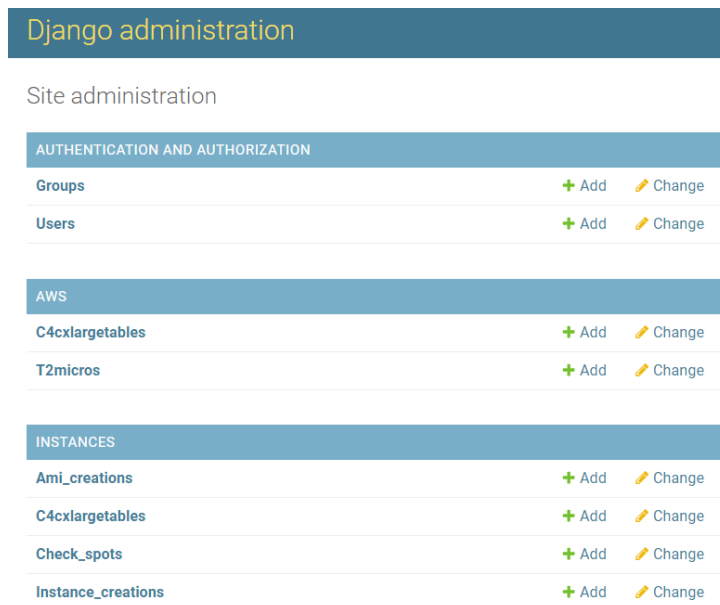 Django administration
Site administration
AUTHENTICATION AND AUTHORIZATION
Groups Add Change
Users Add Change
AWS
C4cxlargetables Add Change
T2micros Add Change
INSTANCES
Ami_creations Add Change
C4cxlargetables Add Change
Check_spots Add Change
Instance_creations Add Change